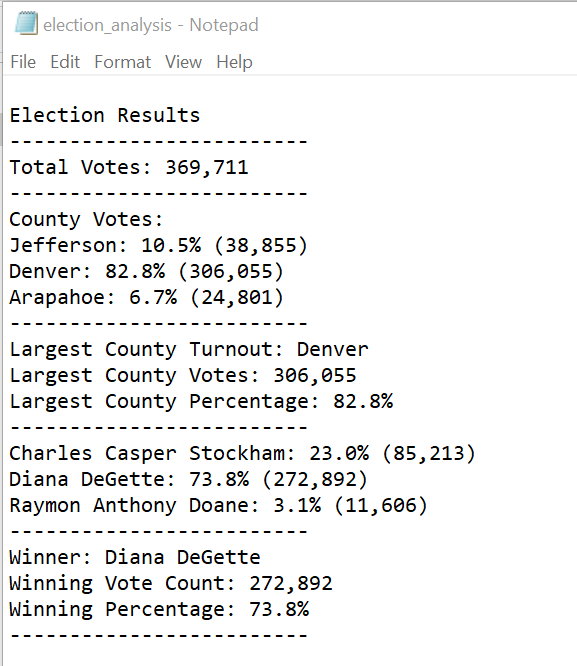 election_analysis - Notepad
File Edit Format View Help
Election Results
-------------------------
Total Votes: 369,711
-------------------------
County Votes:
Jefferson: 10.5% (38,855)
Denver: 82.8% (306,055)
Arapahoe: 6.7% (24,801)
-------------------------
Largest County Turnout: Denver
Largest County Votes: 306,055
Largest County Percentage: 82.8%
-------------------------
Charles Casper Stockham: 23.0% (85,213)
Diana DeGette: 73.8% (272,892)
Raymon Anthony Doane: 3.1% (11,606)
-------------------------
Winner: Diana DeGette
Winning Vote Count: 272,892
Winning Percentage: 73.8%
-------------------------